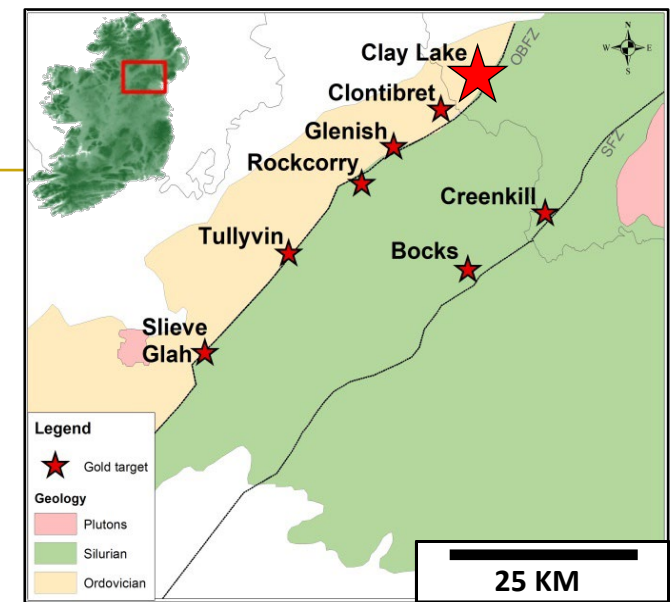 N
W E
S
OBFZ
Clay Lake
Clontibret
Glenish
Rockcorry
SFZ
Creenkill
Tullyvin
Bocks
Slieve
Glah
Legend
Gold target
Geology
Plutons
Silurian
Ordovician
25 KM